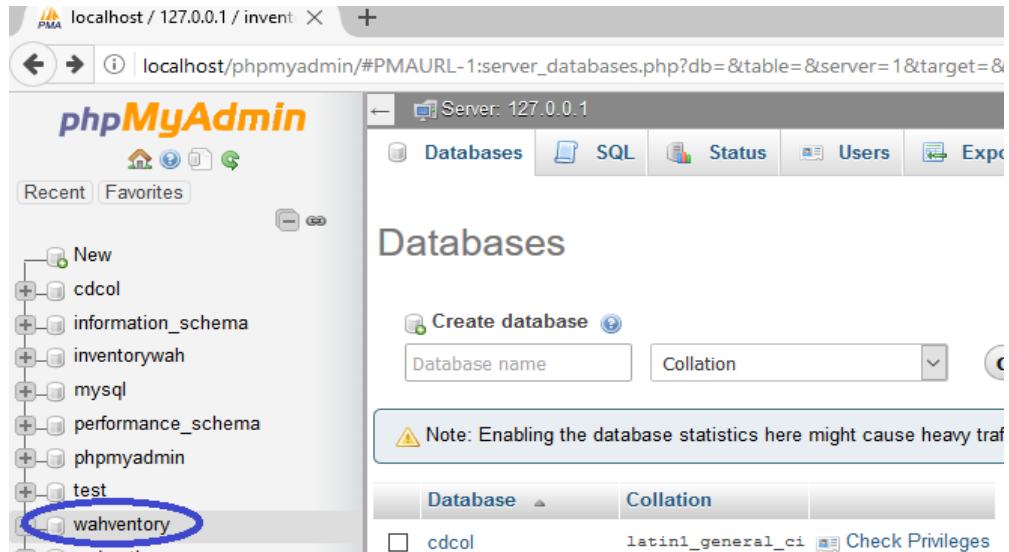 localhost / 127.0.0.1 / invent
localhost/phpmyadmin/#PMAURL-1:server_databases.php?db=&table=&server=1&target=&
phpMyAdmin
Recent Favorites
New
cdcol
information_schema
inventorywah
mysql
performance_schema
phpmyadmin
test
wahventory
Server: 127.0.0.1
Databases SQL Status Users Expo
Databases
Create database
Database name Collation
Note: Enabling the database statistics here might cause heavy traf
Database Collation
cdcol latin1_general_ci Check Privileges